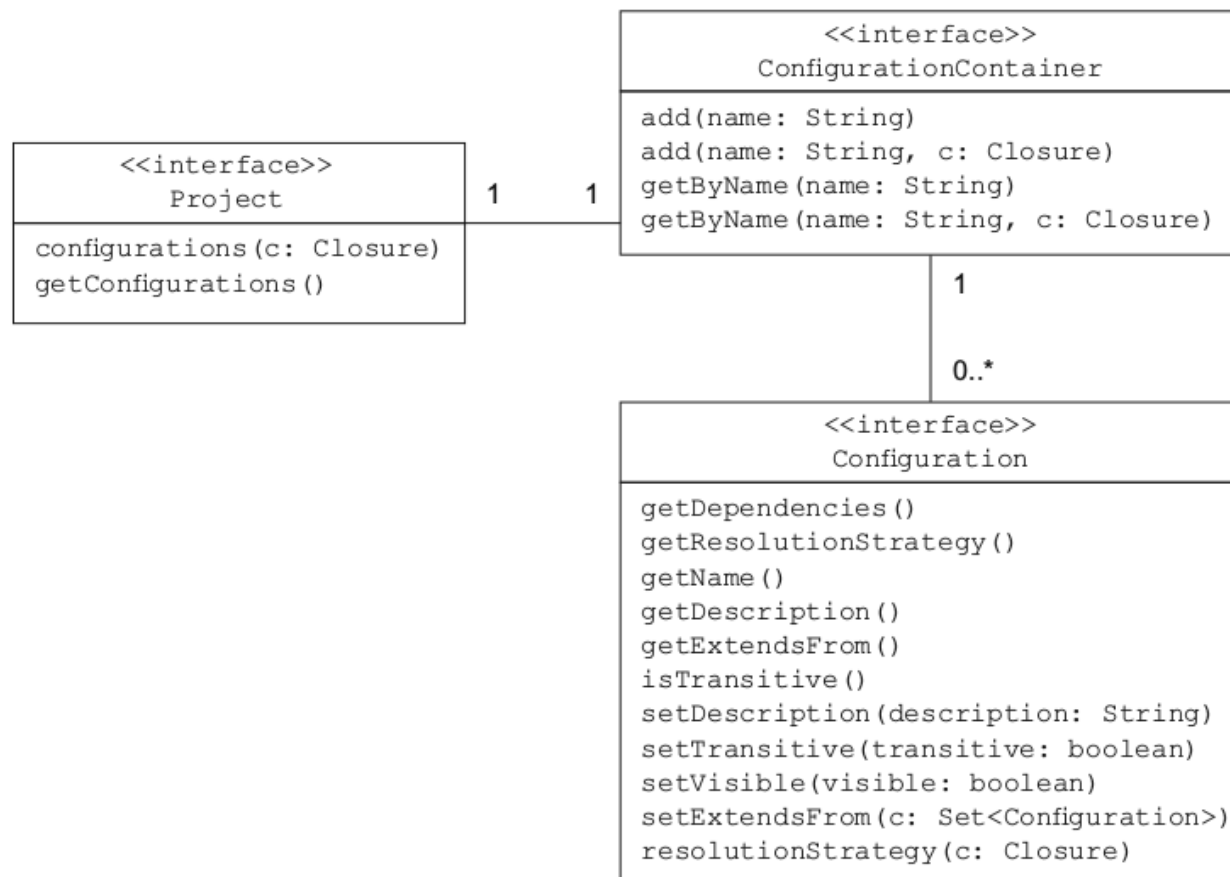 <<interface>>
Project
configurations(c: Closure)
getConfigurations()
1
1
<<interface>>
ConfigurationContainer
add(name: String)
add(name: String, c: Closure)
getByName(name: String)
getByName(name: String, c: Closure)
1
0..*
<<interface>>
Configuration
getDependencies()
getResolutionStrategy()
getName()
getDescription()
getExtendsFrom()
isTransitive()
setDescription(description: String)
setTransitive(transitive: boolean)
setVisible(visible: boolean)
setExtendsFrom(c: Set<Configuration>)
resolutionStrategy(c: Closure)